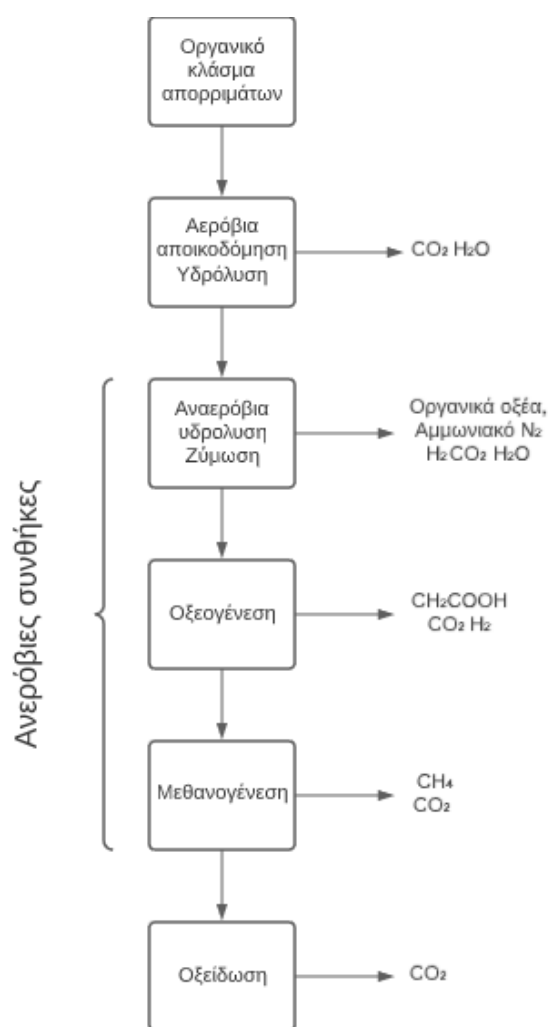 Οργανικό
κλάσμα
απορριμάτων
Αερόβια
αποικοδόμηση
Υδρόλυση
CO₂ H₂O
Αναερόβια
υδρολυση
Ζύμωση
Οργανικά οξέα,
Αμμωνιακό N₂
H₂CO₂ H₂O
Ανερόβιες συνθήκες
Οξεογένεση
CH₂COOH
CO₂ H₂
Μεθανογένεση
CH₄
CO₂
Οξείδωση
CO₂